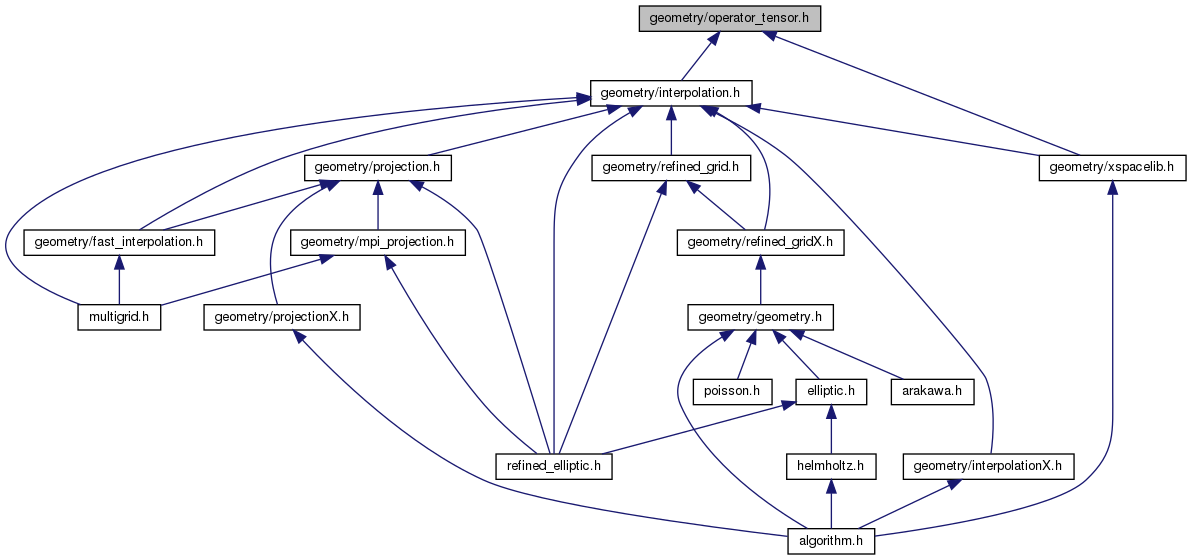 geometry/operator_tensor.h
geometry/interpolation.h
geometry/projection.h
geometry/refined_grid.h
geometry/xspacelib.h
geometry/fast_interpolation.h
geometry/mpi_projection.h
geometry/refined_gridX.h
multigrid.h
geometry/projectionX.h
geometry/geometry.h
poisson.h
elliptic.h
arakawa.h
refined_elliptic.h
helmholtz.h
geometry/interpolationX.h
algorithm.h